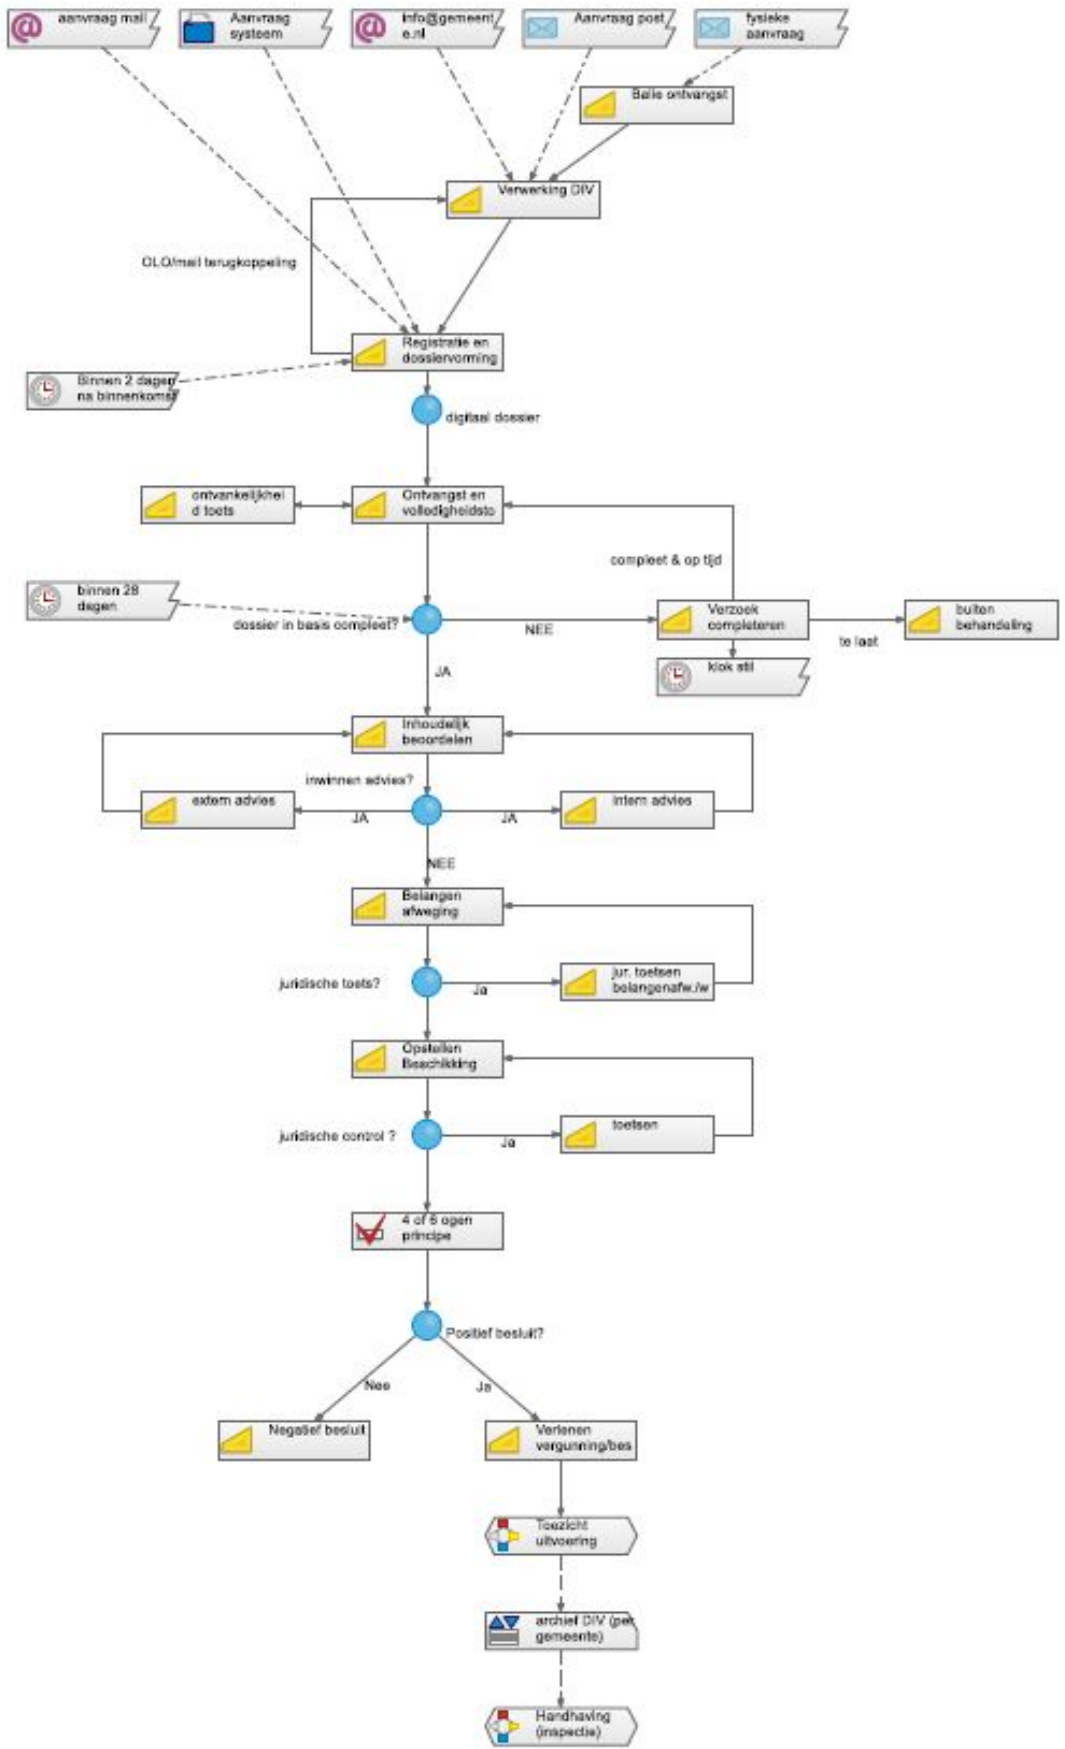 aanvraag mail
Aanvraag
systeem
info@gemeent
e.nl
Aanvraag post
fysieke
aanvraag
Balie ontvangst
Verwerking DIV
OLO/mail terugkoppeling
Registratie en
dossiervorming
Binnen 2 dagen
na binnenkomst
digitaal dossier
ontvankelijkhei
d toets
Ontvangst en
volledigheidsto
compleet & op tijd
binnen 28
dagen
dossier in basis compleet?
NEE
Verzoek
completeren
te laat
buiten
behandeling
klok stil
JA
Inhoudelijk
beoordelen
inwinnen advies?
extern advies
JA
JA
intern advies
NEE
Belangen
afweging
juridische toets?
Ja
jur. toetsen
belangenafw./w
Opstellen
Beschikking
juridische control ?
Ja
toetsen
4 of 6 ogen
principe
Positief besluit?
Nee
Ja
Negatief besluit
Verlenen
vergunning/bes
Toezicht
uitvoering
archief DIV (per
gemeente)
Handhaving
(inspectie)